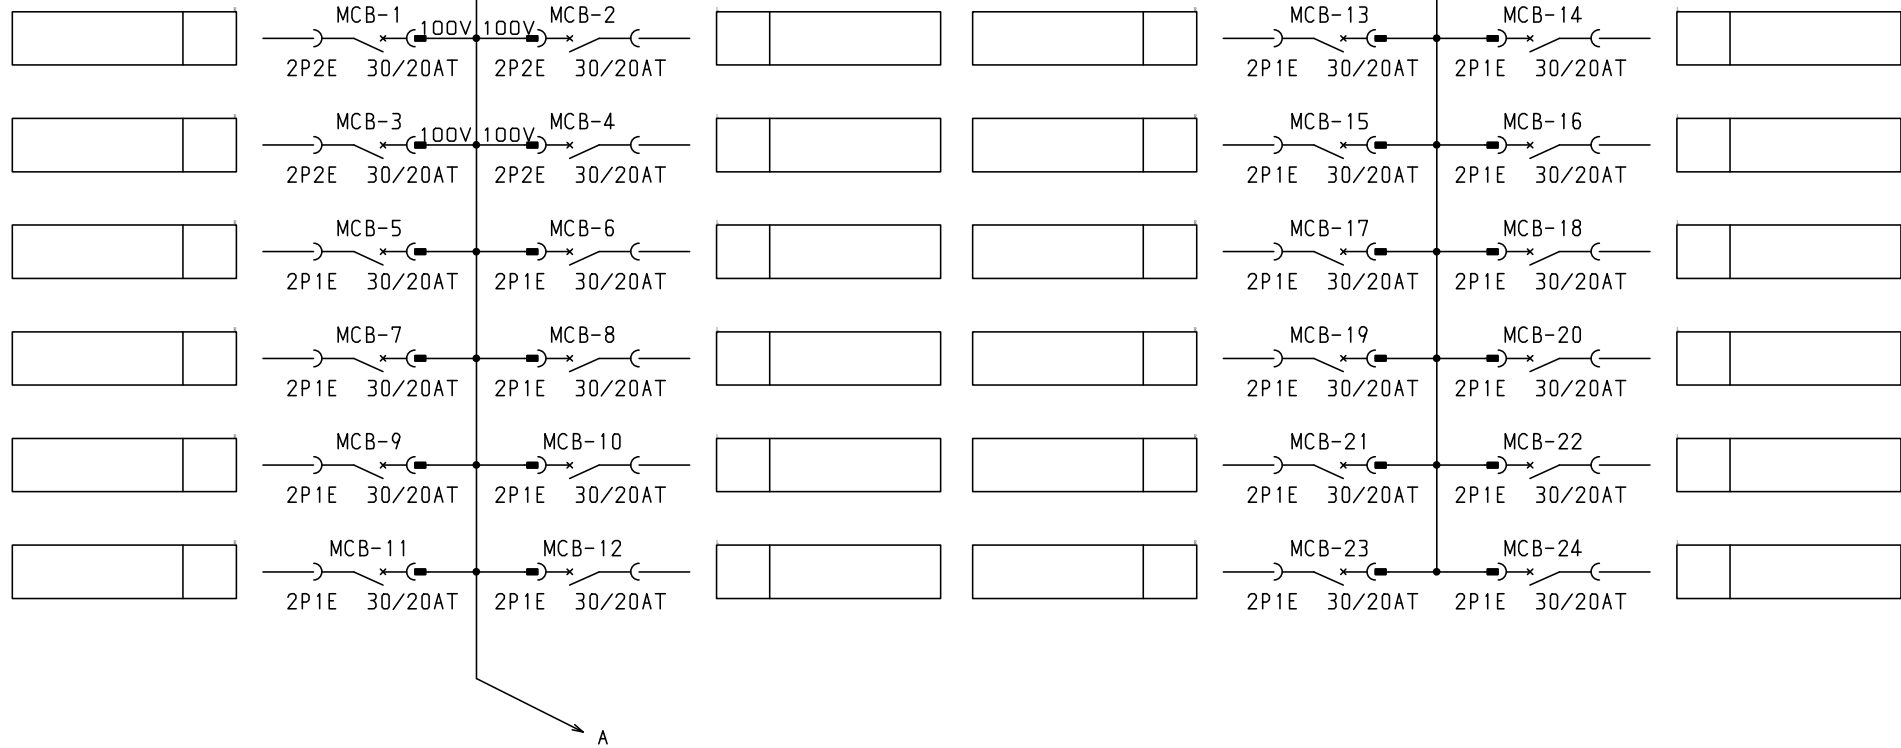 MCB-1 100V 100V MCB-2 MCB-13 MCB-14
2P2E 30/20AT 2P2E 30/20AT 2P1E 30/20AT 2P1E 30/20AT
MCB-3 100V 100V MCB-4 MCB-15 MCB-16
2P2E 30/20AT 2P2E 30/20AT 2P1E 30/20AT 2P1E 30/20AT
MCB-5 MCB-6 MCB-17 MCB-18
2P1E 30/20AT 2P1E 30/20AT 2P1E 30/20AT 2P1E 30/20AT
MCB-7 MCB-8 MCB-19 MCB-20
2P1E 30/20AT 2P1E 30/20AT 2P1E 30/20AT 2P1E 30/20AT
MCB-9 MCB-10 MCB-21 MCB-22
2P1E 30/20AT 2P1E 30/20AT 2P1E 30/20AT 2P1E 30/20AT
MCB-11 MCB-12 MCB-23 MCB-24
2P1E 30/20AT 2P1E 30/20AT 2P1E 30/20AT 2P1E 30/20AT
A